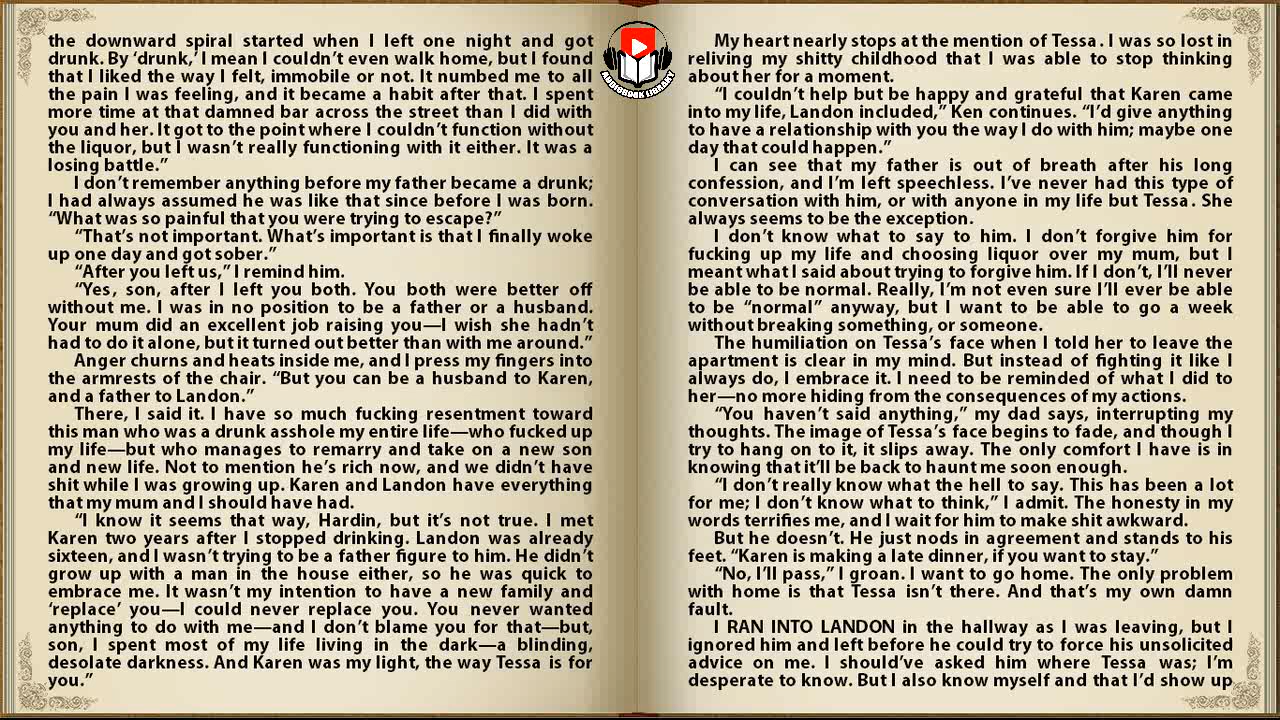 the downward spiral started when I left one night and got
drunk. By ‘drunk,’ I mean I couldn’t even walk home, but I found
that I liked the way I felt, immobile or not. It numbed me to all
the pain I was feeling, and it became a habit after that. I spent
more time at that damned bar across the street than I did with
you and her. It got to the point where I couldn’t function without
the liquor, but I wasn’t really functioning with it either. It was a
losing battle.”
I don’t remember anything before my father became a drunk;
I had always assumed he was like that since before I was born.
“What was so painful that you were trying to escape?”
“That’s not important. What’s important is that I finally woke
up one day and got sober.”
“After you left us,” I remind him.
“Yes, son, after I left you both. You both were better off
without me. I was in no position to be a father or a husband.
Your mum did an excellent job raising you—I wish she hadn’t
had to do it alone, but it turned out better than with me around.”
Anger churns and heats inside me, and I press my fingers into
the armrests of the chair. “But you can be a husband to Karen,
and a father to Landon.”
There, I said it. I have so much fucking resentment toward
this man who was a drunk asshole my entire life—who fucked up
my life—but who manages to remarry and take on a new son
and new life. Not to mention he’s rich now, and we didn’t have
shit while I was growing up. Karen and Landon have everything
that my mum and I should have had.
“I know it seems that way, Hardin, but it’s not true. I met
Karen two years after I stopped drinking. Landon was already
sixteen, and I wasn’t trying to be a father figure to him. He didn’t
grow up with a man in the house either, so he was quick to
embrace me. It wasn’t my intention to have a new family and
‘replace’ you—I could never replace you. You never wanted
anything to do with me—and I don’t blame you for that—but,
son, I spent most of my life living in the dark—a blinding,
desolate darkness. And Karen was my light, the way Tessa is for
you.”
AUDIOBOOK LIBRARY
My heart nearly stops at the mention of Tessa. I was so lost in
reliving my shitty childhood that I was able to stop thinking
about her for a moment.
“I couldn’t help but be happy and grateful that Karen came
into my life, Landon included,” Ken continues. “I’d give anything
to have a relationship with you the way I do with him; maybe one
day that could happen.”
I can see that my father is out of breath after his long
confession, and I’m left speechless. I’ve never had this type of
conversation with him, or with anyone in my life but Tessa. She
always seems to be the exception.
I don’t know what to say to him. I don’t forgive him for
fucking up my life and choosing liquor over my mum, but I
meant what I said about trying to forgive him. If I don’t, I’ll never
be able to be normal. Really, I’m not even sure I’ll ever be able
to be “normal” anyway, but I want to be able to go a week
without breaking something, or someone.
The humiliation on Tessa’s face when I told her to leave the
apartment is clear in my mind. But instead of fighting it like I
always do, I embrace it. I need to be reminded of what I did to
her—no more hiding from the consequences of my actions.
“You haven’t said anything,” my dad says, interrupting my
thoughts. The image of Tessa’s face begins to fade, and though I
try to hang on to it, it slips away. The only comfort I have is in
knowing that it’ll be back to haunt me soon enough.
“I don’t really know what the hell to say. This has been a lot
for me; I don’t know what to think,” I admit. The honesty in my
words terrifies me, and I wait for him to make shit awkward.
But he doesn’t. He just nods in agreement and stands to his
feet. “Karen is making a late dinner, if you want to stay.”
“No, I’ll pass,” I groan. I want to go home. The only problem
with home is that Tessa isn’t there. And that’s my own damn
fault.
I RAN INTO LANDON in the hallway as I was leaving, but I
ignored him and left before he could try to force his unsolicited
advice on me. I should’ve asked him where Tessa was; I’m
desperate to know. But I also know myself and that I’d show up